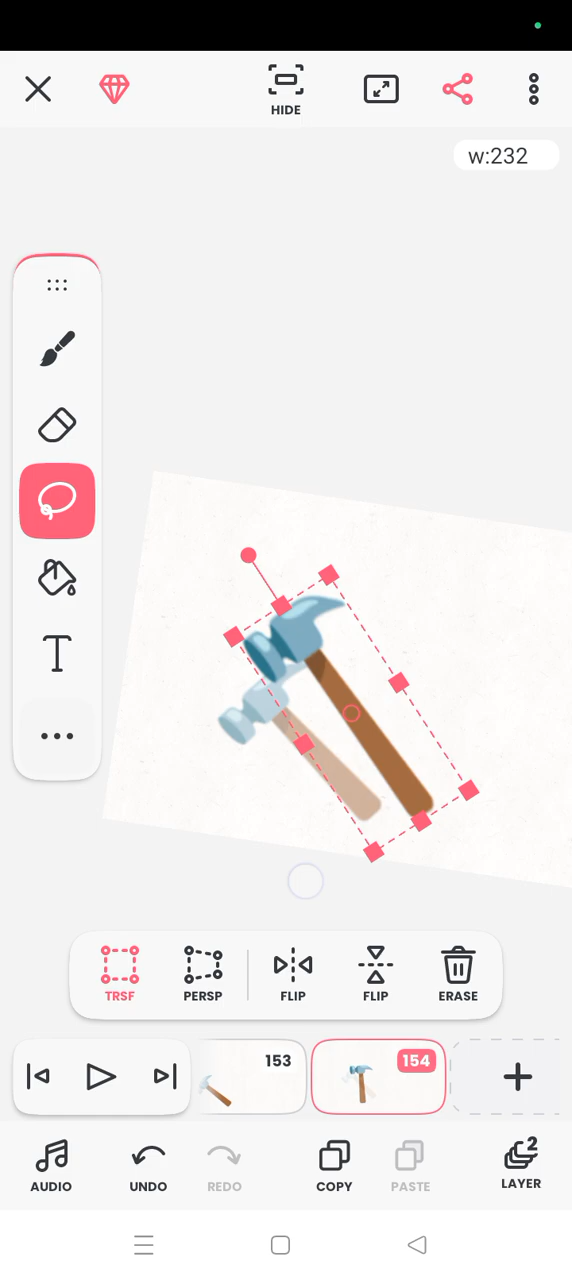 HIDE
w:232
T
TRSF
PERSP
FLIP
FLIP
ERASE
153
154
AUDIO
UNDO
REDO
COPY
PASTE
2
LAYER